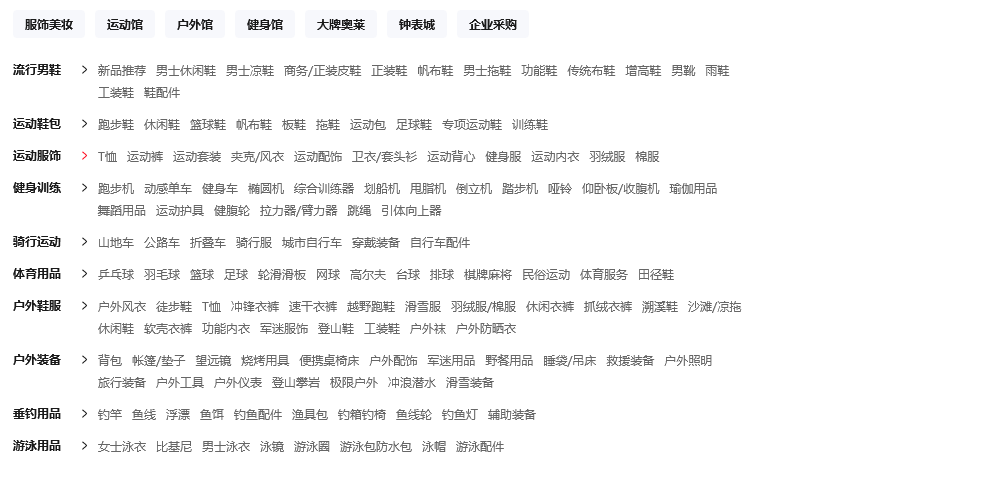 服饰美妆 运动馆 户外馆 健身馆 大牌奥莱 钟表城 企业采购
流行男鞋 > 新品推荐 男士休闲鞋 男士凉鞋 商务/正装皮鞋 正装鞋 帆布鞋 男士拖鞋 功能鞋 传统布鞋 增高鞋 男靴 雨鞋
工装鞋 鞋配件
运动鞋包 > 跑步鞋 休闲鞋 篮球鞋 帆布鞋 板鞋 拖鞋 运动包 足球鞋 专项运动鞋 训练鞋
运动服饰 > T恤 运动裤 运动套装 夹克/风衣 运动配饰 卫衣/套头衫 运动背心 健身服 运动内衣 羽绒服 棉服
健身训练 > 跑步机 动感单车 健身车 椭圆机 综合训练器 划船机 甩脂机 倒立机 踏步机 哑铃 仰卧板/收腹机 瑜伽用品
舞蹈用品 运动护具 健腹轮 拉力器/臂力器 跳绳 引体向上器
骑行运动 > 山地车 公路车 折叠车 骑行服 城市自行车 穿戴装备 自行车配件
体育用品 > 乒乓球 羽毛球 篮球 足球 轮滑滑板 网球 高尔夫 台球 排球 棋牌麻将 民俗运动 体育服务 田径鞋
户外鞋服 > 户外风衣 徒步鞋 T恤 冲锋衣裤 速干衣裤 越野跑鞋 滑雪服 羽绒服/棉服 休闲衣裤 抓绒衣裤 溯溪鞋 沙滩/凉拖
休闲鞋 软壳衣裤 功能内衣 军迷服饰 登山鞋 工装鞋 户外袜 户外防晒衣
户外装备 > 背包 帐篷/垫子 望远镜 烧烤用具 便携桌椅床 户外配饰 军迷用品 野餐用品 睡袋/吊床 救援装备 户外照明
旅行装备 户外工具 户外仪表 登山攀岩 极限户外 冲浪潜水 滑雪装备
垂钓用品 > 钓竿 鱼线 浮漂 鱼饵 钓鱼配件 渔具包 钓箱钓椅 鱼线轮 钓鱼灯 辅助装备
游泳用品 > 女士泳衣 比基尼 男士泳衣 泳镜 游泳圈 游泳包防水包 泳帽 游泳配件